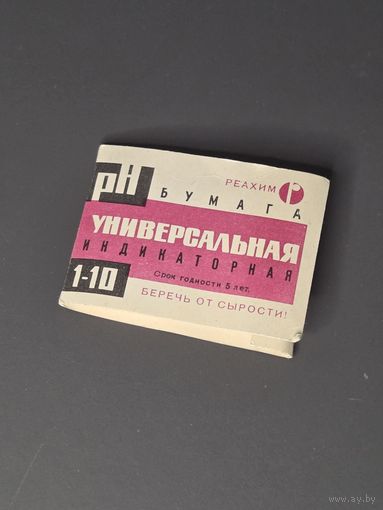 РЕАХИМ
pH
БУМАГА
УНИВЕРСАЛЬНАЯ
ИНДИКАТОРНАЯ
1-10
Срок годности 5 лет.
БЕРЕЧЬ ОТ СЫРОСТИ!
ay.by